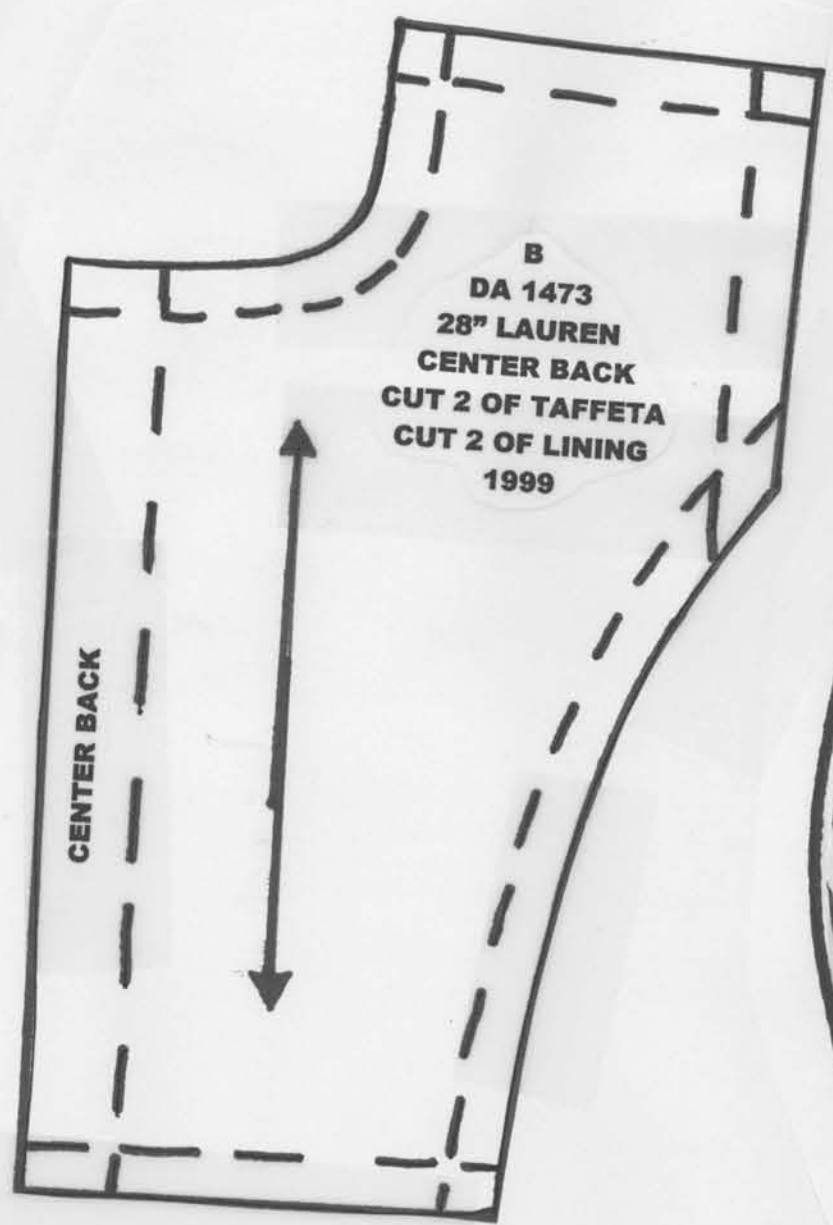 B
DA 1473
28” LAUREN
CENTER BACK
CUT 2 OF TAFFETA
CUT 2 OF LINING
1999
CENTER BACK